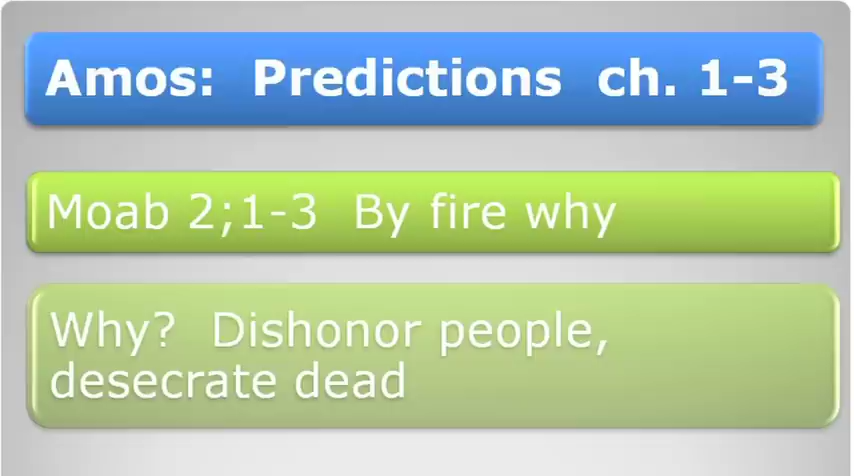 Amos:  Predictions  ch. 1-3
Moab 2;1-3  By fire why
Why?  Dishonor people,
desecrate dead